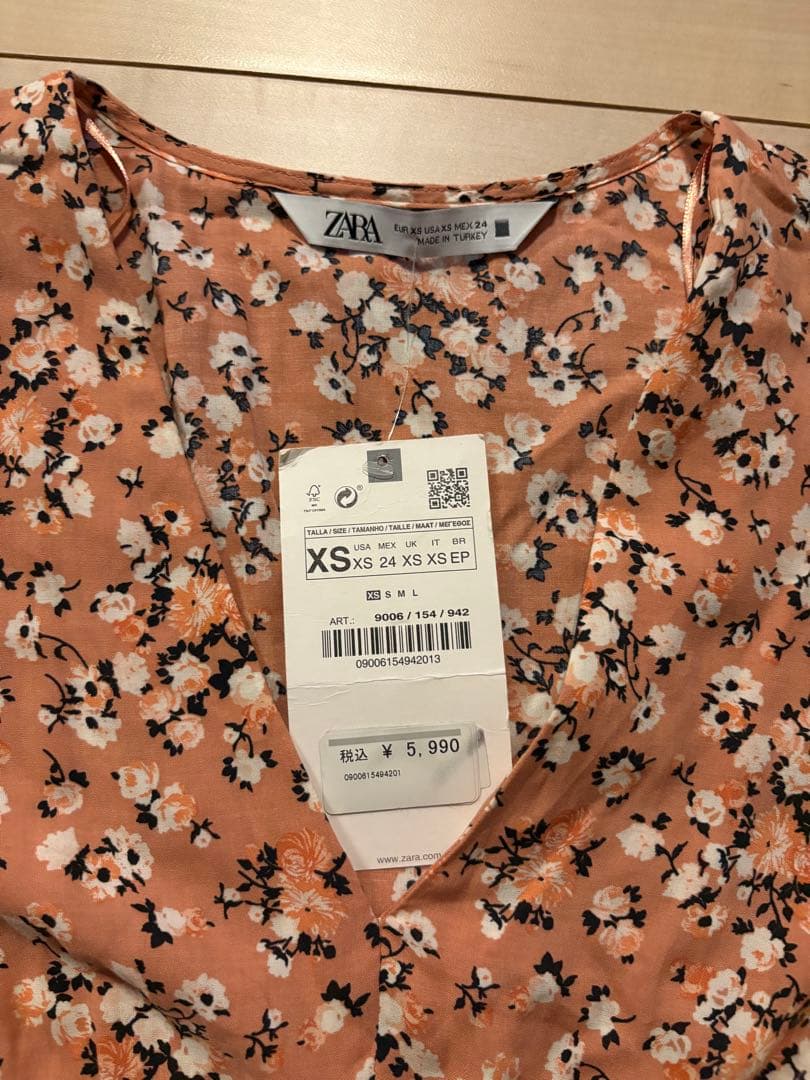 ZARA
EUR XS USA XS MEX 24
MADE IN TURKEY
FSC
®
TALLA / SIZE / TAMANHO / TAILLE / MAAT / ΜΕΓΕΘΟΣ
USA MEX UK IT BR
XS XS 24 XS XS EP
XS S M L
ART.: 9006 / 154 / 942
09006154942013
税込 ¥ 5,990
0900615494201
www.zara.com